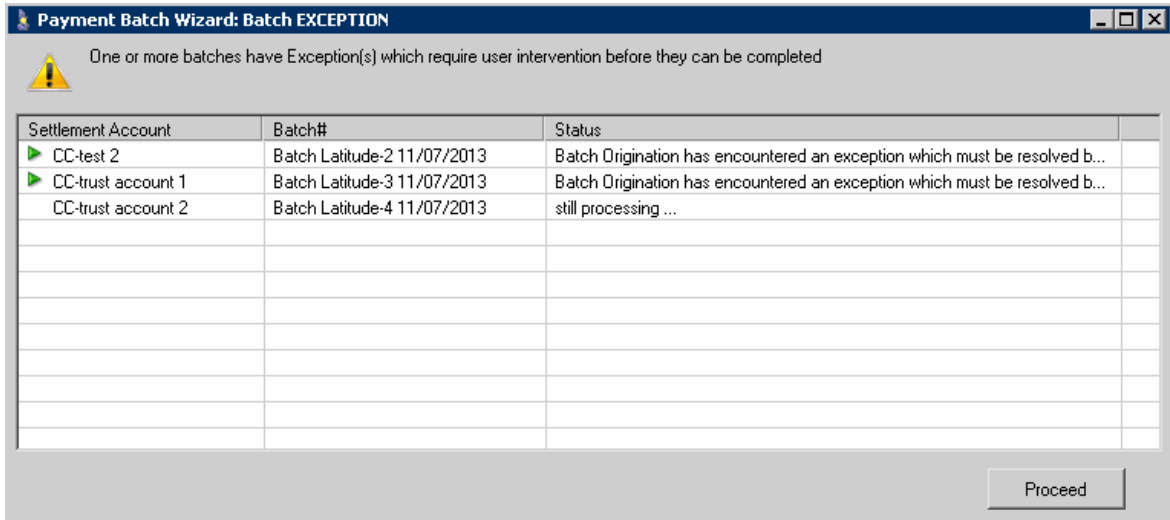 Payment Batch Wizard: Batch EXCEPTION
One or more batches have Exception(s) which require user intervention before they can be completed
Settlement Account Batch# Status
CC-test 2 Batch Latitude-2 11/07/2013 Batch Origination has encountered an exception which must be resolved b...
CC-trust account 1 Batch Latitude-3 11/07/2013 Batch Origination has encountered an exception which must be resolved b...
CC-trust account 2 Batch Latitude-4 11/07/2013 still processing ...
Proceed